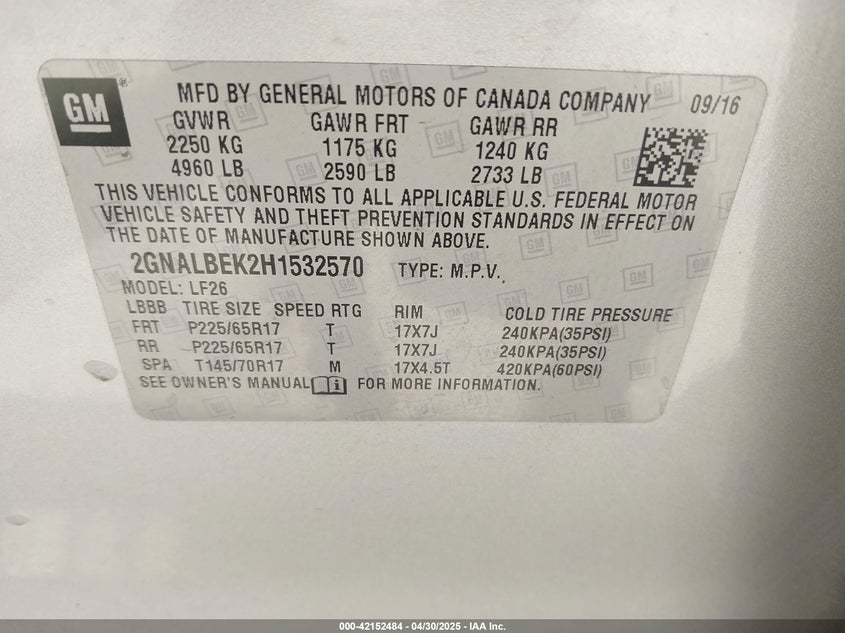 GM ® MFD BY GENERAL MOTORS OF CANADA COMPANY 09/16
GVWR GAWR FRT GAWR RR
2250 KG 1175 KG 1240 KG
4960 LB 2590 LB 2733 LB
THIS VEHICLE CONFORMS TO ALL APPLICABLE U.S. FEDERAL MOTOR
VEHICLE SAFETY AND THEFT PREVENTION STANDARDS IN EFFECT ON
THE DATE OF MANUFACTURE SHOWN ABOVE.
2GNALBEK2H1532570 TYPE: M.P.V.
MODEL: LF26
LBBB TIRE SIZE SPEED RTG RIM COLD TIRE PRESSURE
FRT P225/65R17 T 17X7J 240KPA(35PSI)
RR P225/65R17 T 17X7J 240KPA(35PSI)
SPA T145/70R17 M 17X4.5T 420KPA(60PSI)
SEE OWNER'S MANUAL i FOR MORE INFORMATION.
000-42152484 - 04/30/2025 - IAA Inc.